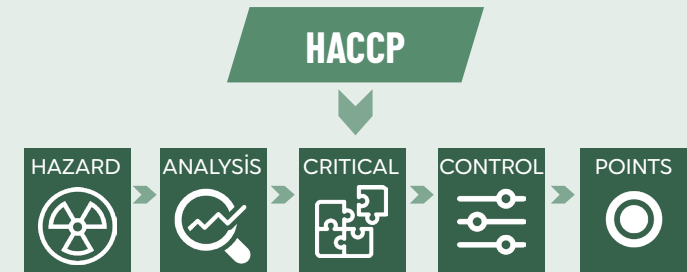 HACCP
HAZARD
ANALYSİS
CRITICAL
CONTROL
POINTS